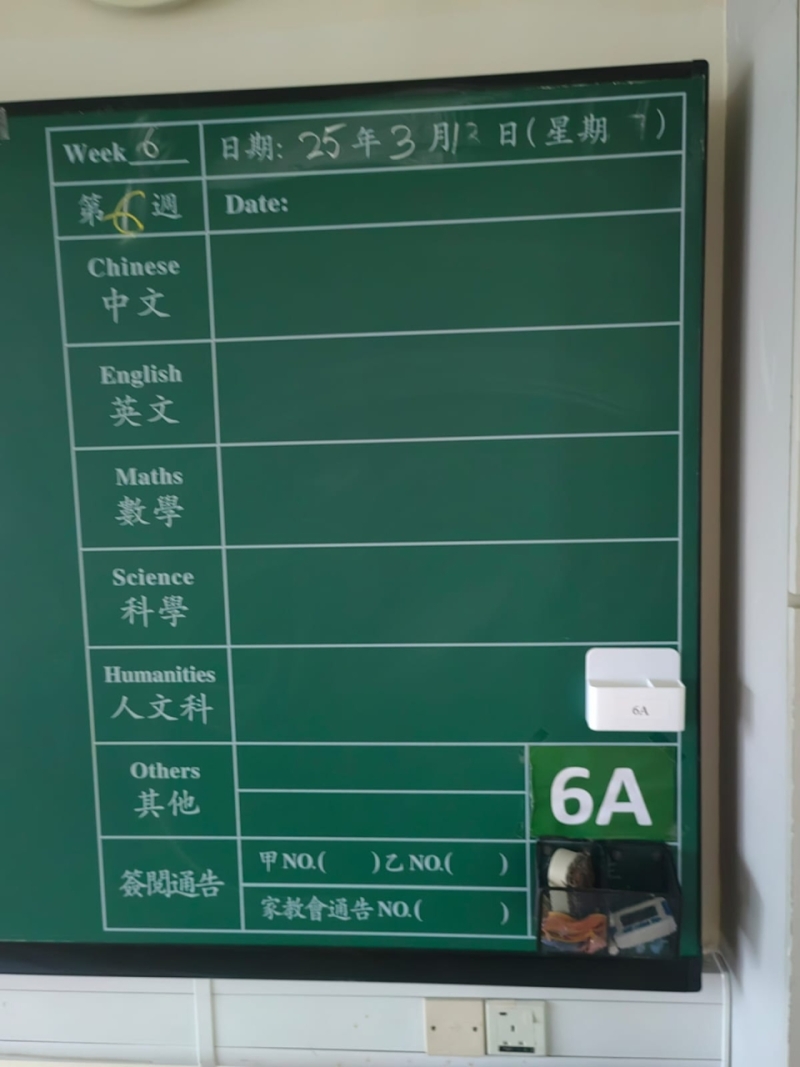 Week 6
日期: 25年3月12日(星期 )
第6週
Date:
Chinese
中文
English
英文
Maths
數學
Science
科學
Humanities
人文科
6A
Others
其他
6A
簽閱通告
甲NO.( )乙NO.( )
家教會通告NO.( )